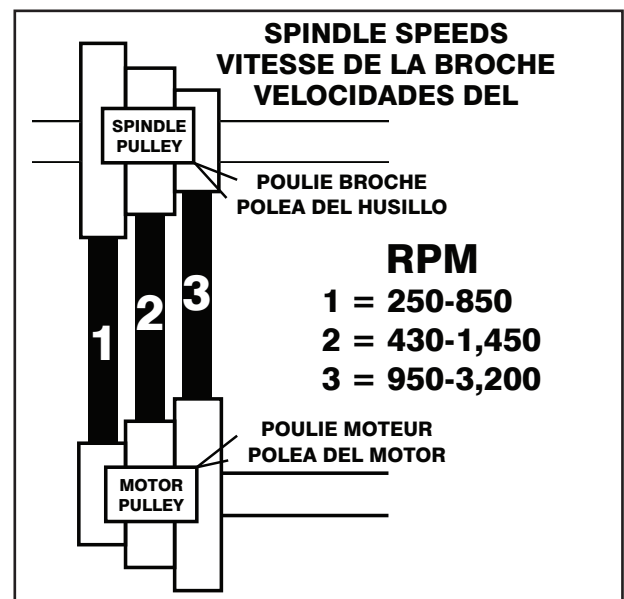 SPINDLE SPEEDS
VITESSE DE LA BROCHE
VELOCIDADES DEL
SPINDLE
PULLEY
POULIE BROCHE
POLEA DEL HUSILLO
RPM
1 = 250-850
2 = 430-1,450
3 = 950-3,200
1
2
3
POULIE MOTEUR
POLEA DEL MOTOR
MOTOR
PULLEY